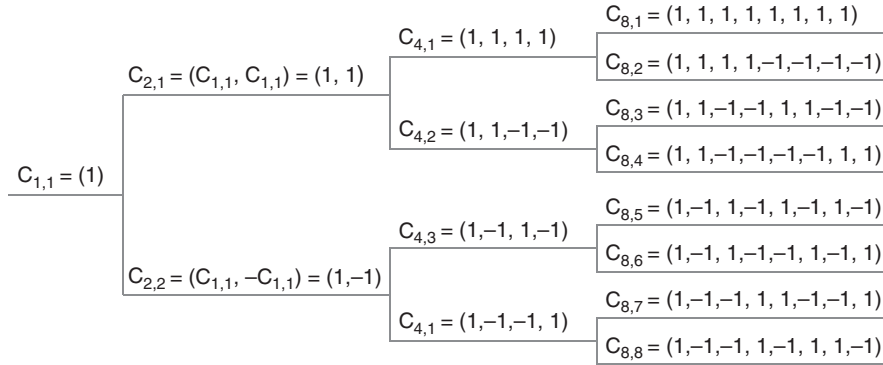 C8,1 = (1, 1, 1, 1, 1, 1, 1, 1)
C4,1 = (1, 1, 1, 1)
C8,2 = (1, 1, 1, 1,–1,–1,–1,–1)
C2,1 = (C1,1, C1,1) = (1, 1)
C8,3 = (1, 1,–1,–1, 1, 1,–1,–1)
C4,2 = (1, 1,–1,–1)
C8,4 = (1, 1,–1,–1,–1,–1, 1, 1)
C1,1 = (1)
C8,5 = (1,–1, 1,–1, 1,–1, 1,–1)
C4,3 = (1,–1, 1,–1)
C8,6 = (1,–1, 1,–1,–1, 1,–1, 1)
C2,2 = (C1,1, –C1,1) = (1,–1)
C8,7 = (1,–1,–1, 1, 1,–1,–1, 1)
C4,1 = (1,–1,–1, 1)
C8,8 = (1,–1,–1, 1,–1, 1, 1,–1)